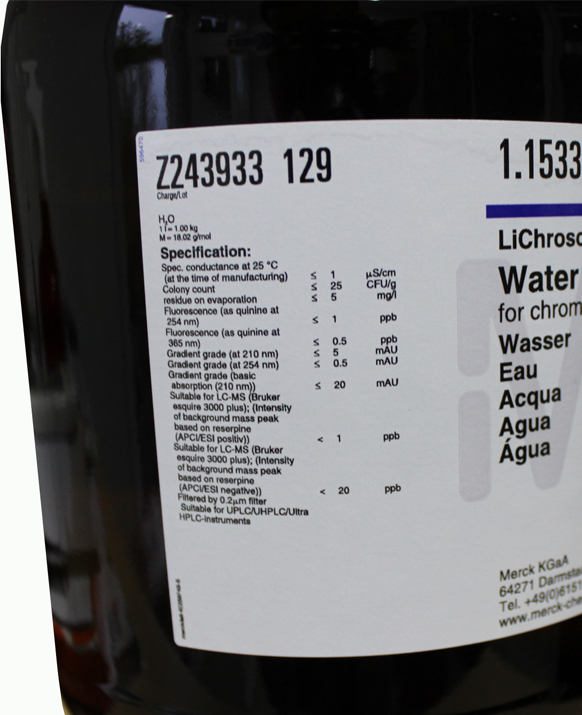 Z243933 129
Charge/Lot
H₂O
1 l = 1.00 kg
M = 18.02 g/mol
Specification:
Spec. conductance at 25 °C
(at the time of manufacturing) ≤ 1 µS/cm
Colony count ≤ 25 CFU/g
residue on evaporation ≤ 5 mg/l
Fluorescence (as quinine at
254 nm) ≤ 1 ppb
Fluorescence (as quinine at
365 nm) ≤ 0.5 ppb
Gradient grade (at 210 nm) ≤ 5 mAU
Gradient grade (at 254 nm) ≤ 0.5 mAU
Gradient grade (basic
absorption (210 nm)) ≤ 20 mAU
Suitable for LC-MS (Bruker
esquire 3000 plus); (Intensity
of background mass peak
based on reserpine
(APCI/ESI positiv)) < 1 ppb
Suitable for LC-MS (Bruker
esquire 3000 plus); (Intensity
of background mass peak
based on reserpine
(APCI/ESI negative)) < 20 ppb
Filtered by 0.2µm filter
Suitable for UPLC/UHPLC/Ultra
HPLC-instruments
1.1533
LiChroso
Water
for chrom
Wasser
Eau
Acqua
Agua
Água
Merck KGaA
64271 Darmsta
Tel. +49(0)6151
www.merck-che